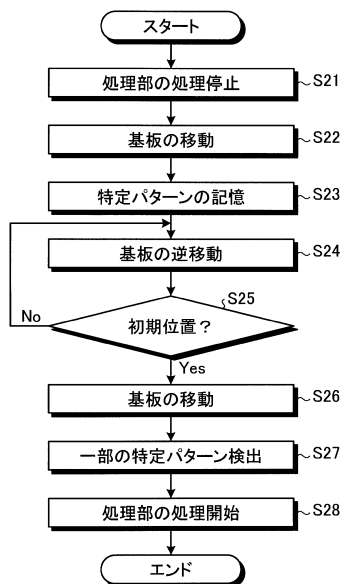 スタート
処理部の処理停止 S21
基板の移動 S22
特定パターンの記憶 S23
基板の逆移動 S24
S25
初期位置?
No
Yes
基板の移動 S26
一部の特定パターン検出 S27
処理部の処理開始 S28
エンド